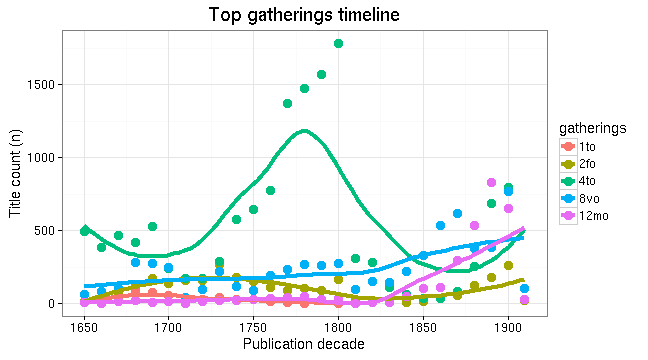 Top gatherings timeline
Title count (n)
1500
1000
500
0
1650
1700
1750
1800
1850
1900
Publication decade
gatherings
1to
2fo
4to
8vo
12mo